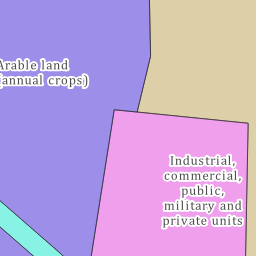 Arable land
(annual crops)
Industrial,
commercial,
public,
military and
private units